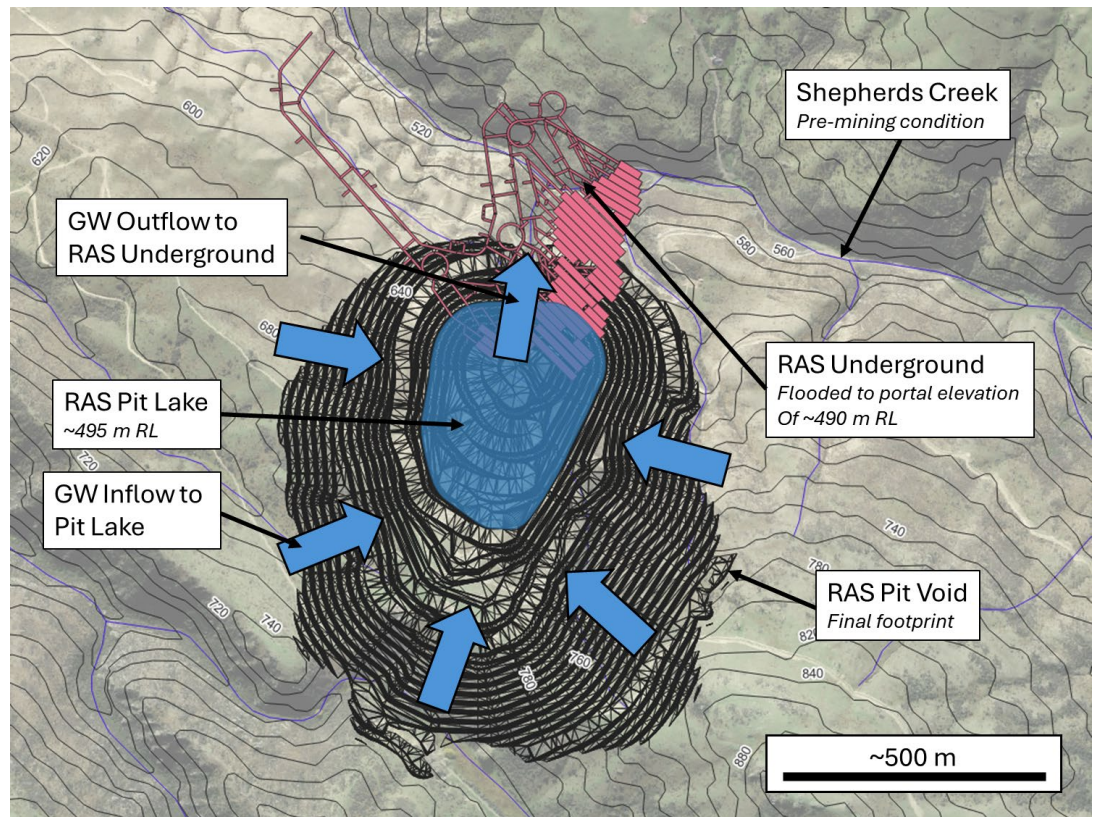 600
520
620
Shepherds Creek
Pre-mining condition
GW Outflow to
RAS Underground
580
560
640
680
RAS Underground
Flooded to portal elevation
Of ~490 m RL
RAS Pit Lake
~495 m RL
720
GW Inflow to
Pit Lake
740
780
RAS Pit Void
Final footprint
720
740
760
780
820
840
880
~500 m